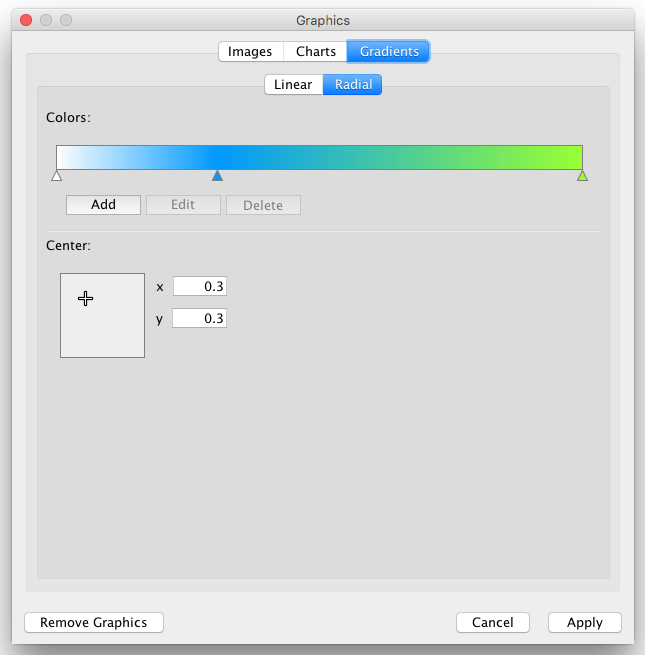 Graphics
Images Charts Gradients
Linear Radial
Colors:
Add Edit Delete
Center:
x 0.3
y 0.3
Remove Graphics Cancel Apply